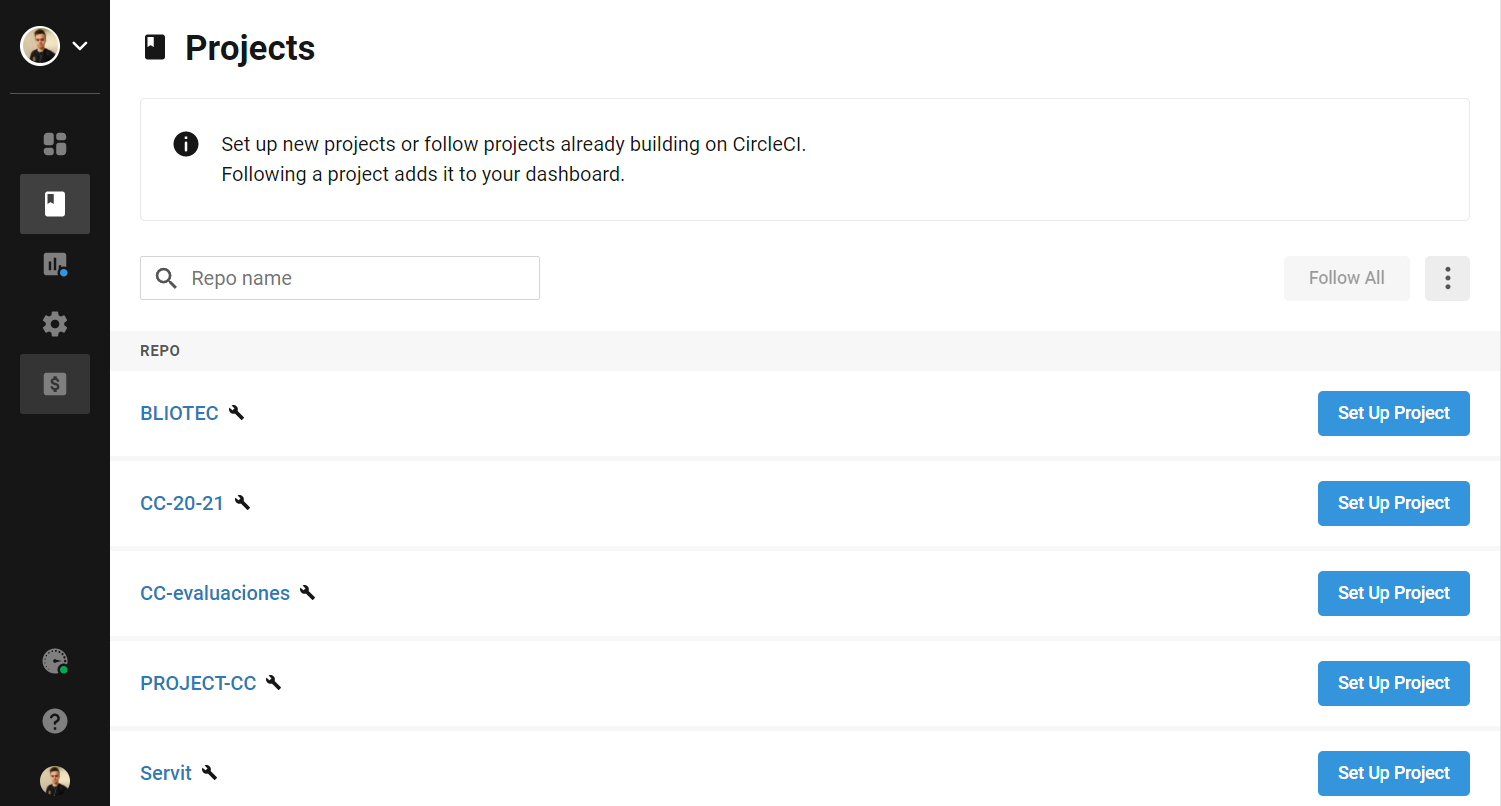 Projects
Set up new projects or follow projects already building on CircleCI.
Following a project adds it to your dashboard.
Repo name
Follow All
REPO
BLIOTEC
Set Up Project
CC-20-21
Set Up Project
CC-evaluaciones
Set Up Project
PROJECT-CC
Set Up Project
Servit
Set Up Project